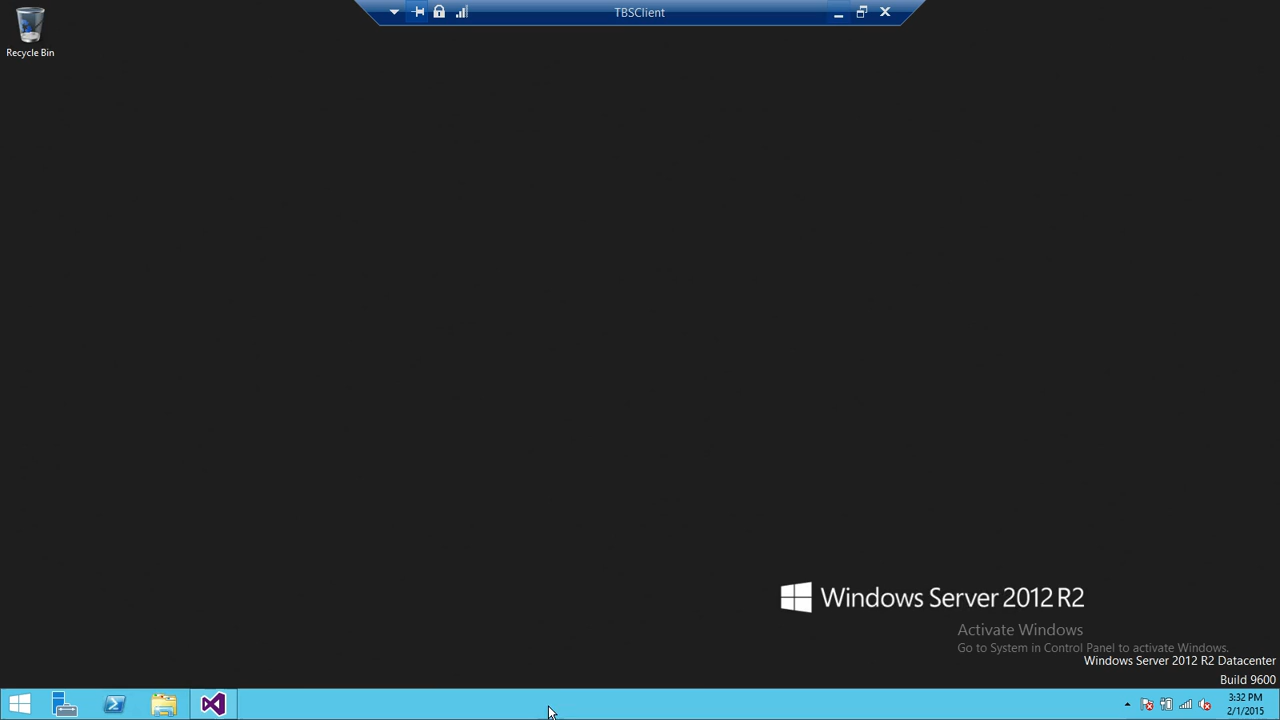 TBSClient
Recycle Bin
Windows Server 2012 R2
Activate Windows
Go to System in Control Panel to activate Windows.
Windows Server 2012 R2 Datacenter
Build 9600
3:32 PM
2/1/2015